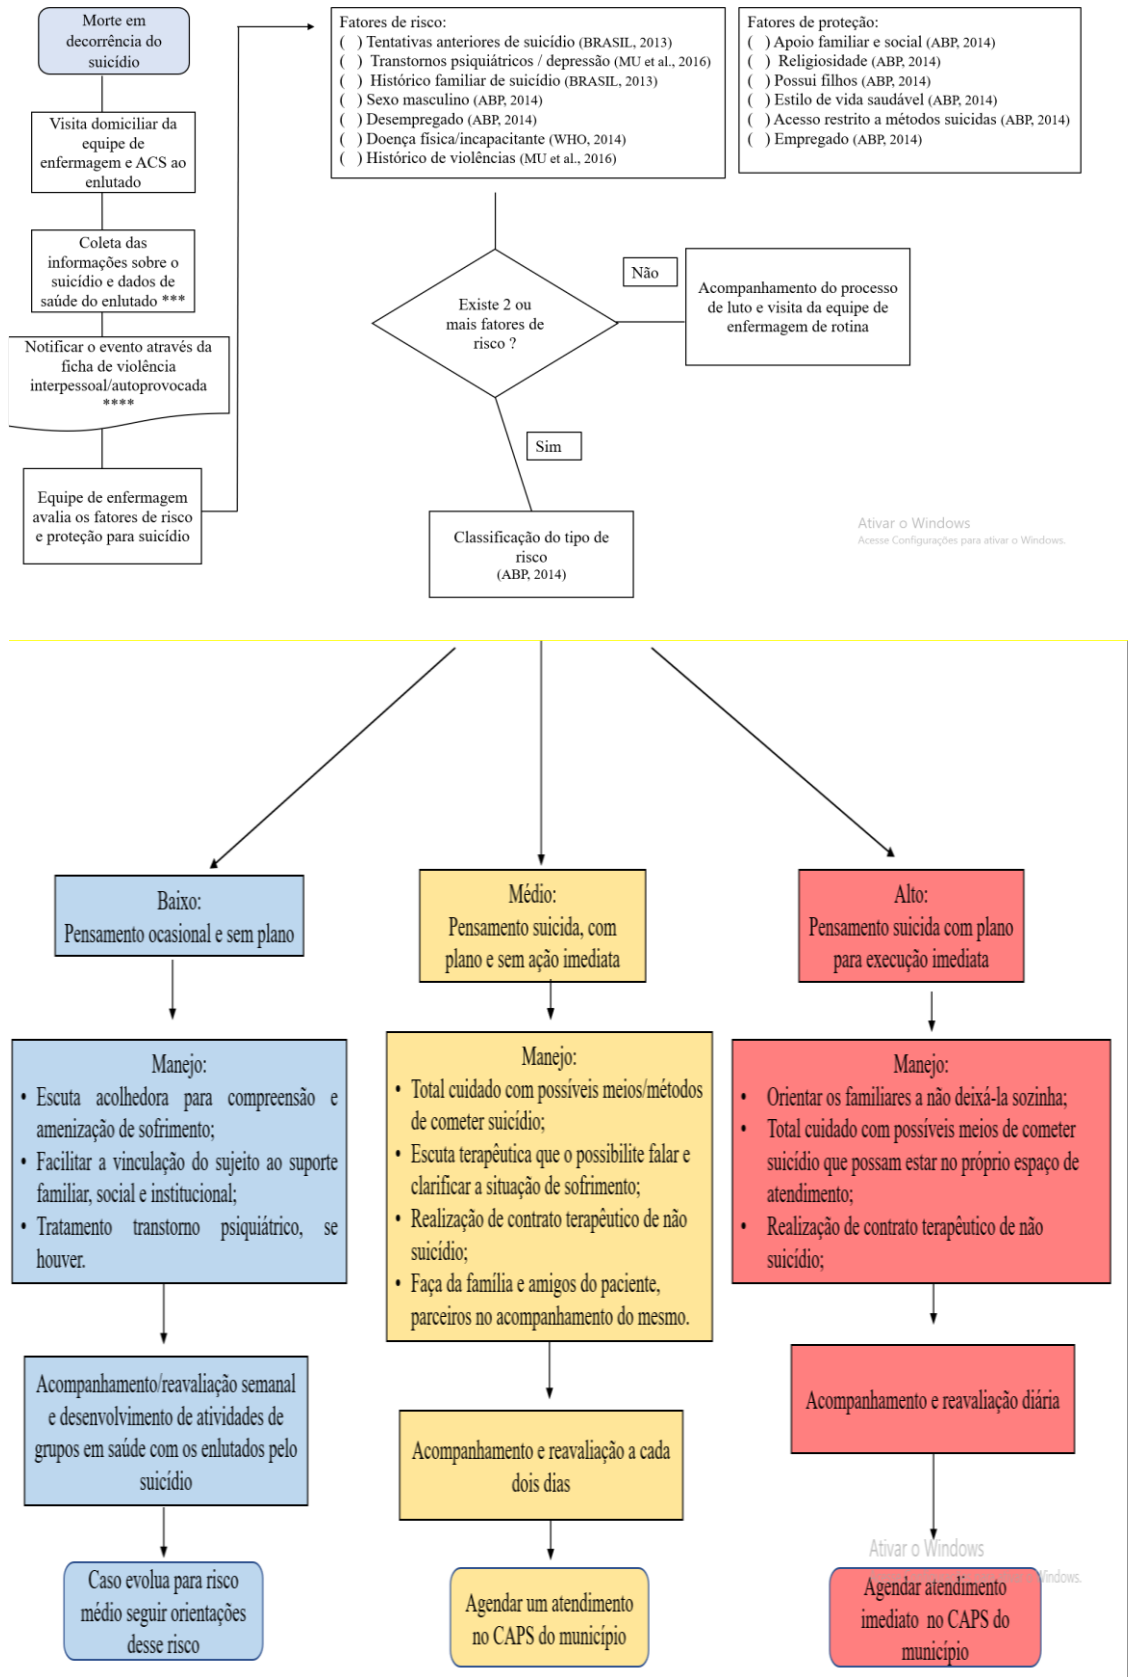 Morte em
decorrência do
suicídio
Visita domiciliar da
equipe de
enfermagem e ACS ao
enlutado
Coleta das
informações sobre o
suicídio e dados de
saúde do enlutado ***
Notificar o evento através da
ficha de violência
interpessoal/autoprovocada
****
Equipe de enfermagem
avalia os fatores de risco
e proteção para suicídio
Fatores de risco:
( ) Tentativas anteriores de suicídio (BRASIL, 2013)
( ) Transtornos psiquiátricos / depressão (MU et al., 2016)
( ) Histórico familiar de suicídio (BRASIL, 2013)
( ) Sexo masculino (ABP, 2014)
( ) Desempregado (ABP, 2014)
( ) Doença física/incapacitante (WHO, 2014)
( ) Histórico de violências (MU et al., 2016)
Fatores de proteção:
( ) Apoio familiar e social (ABP, 2014)
( ) Religiosidade (ABP, 2014)
( ) Possui filhos (ABP, 2014)
( ) Estilo de vida saudável (ABP, 2014)
( ) Acesso restrito a métodos suicidas (ABP, 2014)
( ) Empregado (ABP, 2014)
Existe 2 ou
mais fatores de
risco ?
Não
Acompanhamento do processo
de luto e visita da equipe de
enfermagem de rotina
Sim
Classificação do tipo de
risco
(ABP, 2014)
Ativar o Windows
Acesse Configurações para ativar o Windows.
Baixo:
Pensamento ocasional e sem plano
Manejo:
• Escuta acolhedora para compreensão e
amenização de sofrimento;
• Facilitar a vinculação do sujeito ao suporte
familiar, social e institucional;
• Tratamento transtorno psiquiátrico, se
houver.
Acompanhamento/reavaliação semanal
e desenvolvimento de atividades de
grupos em saúde com os enlutados pelo
suicídio
Caso evolua para risco
médio seguir orientações
desse risco
Médio:
Pensamento suicida, com
plano e sem ação imediata
Manejo:
• Total cuidado com possíveis meios/métodos
de cometer suicídio;
• Escuta terapêutica que o possibilite falar e
clarificar a situação de sofrimento;
• Realização de contrato terapêutico de não
suicídio;
• Faça da família e amigos do paciente,
parceiros no acompanhamento do mesmo.
Acompanhamento e reavaliação a cada
dois dias
Agendar um atendimento
no CAPS do município
Alto:
Pensamento suicida com plano
para execução imediata
Manejo:
• Orientar os familiares a não deixá-la sozinha;
• Total cuidado com possíveis meios de cometer
suicídio que possam estar no próprio espaço de
atendimento;
• Realização de contrato terapêutico de não
suicídio;
Acompanhamento e reavaliação diária
Ativar o Windows
Windows.
Agendar atendimento
imediato no CAPS do
município